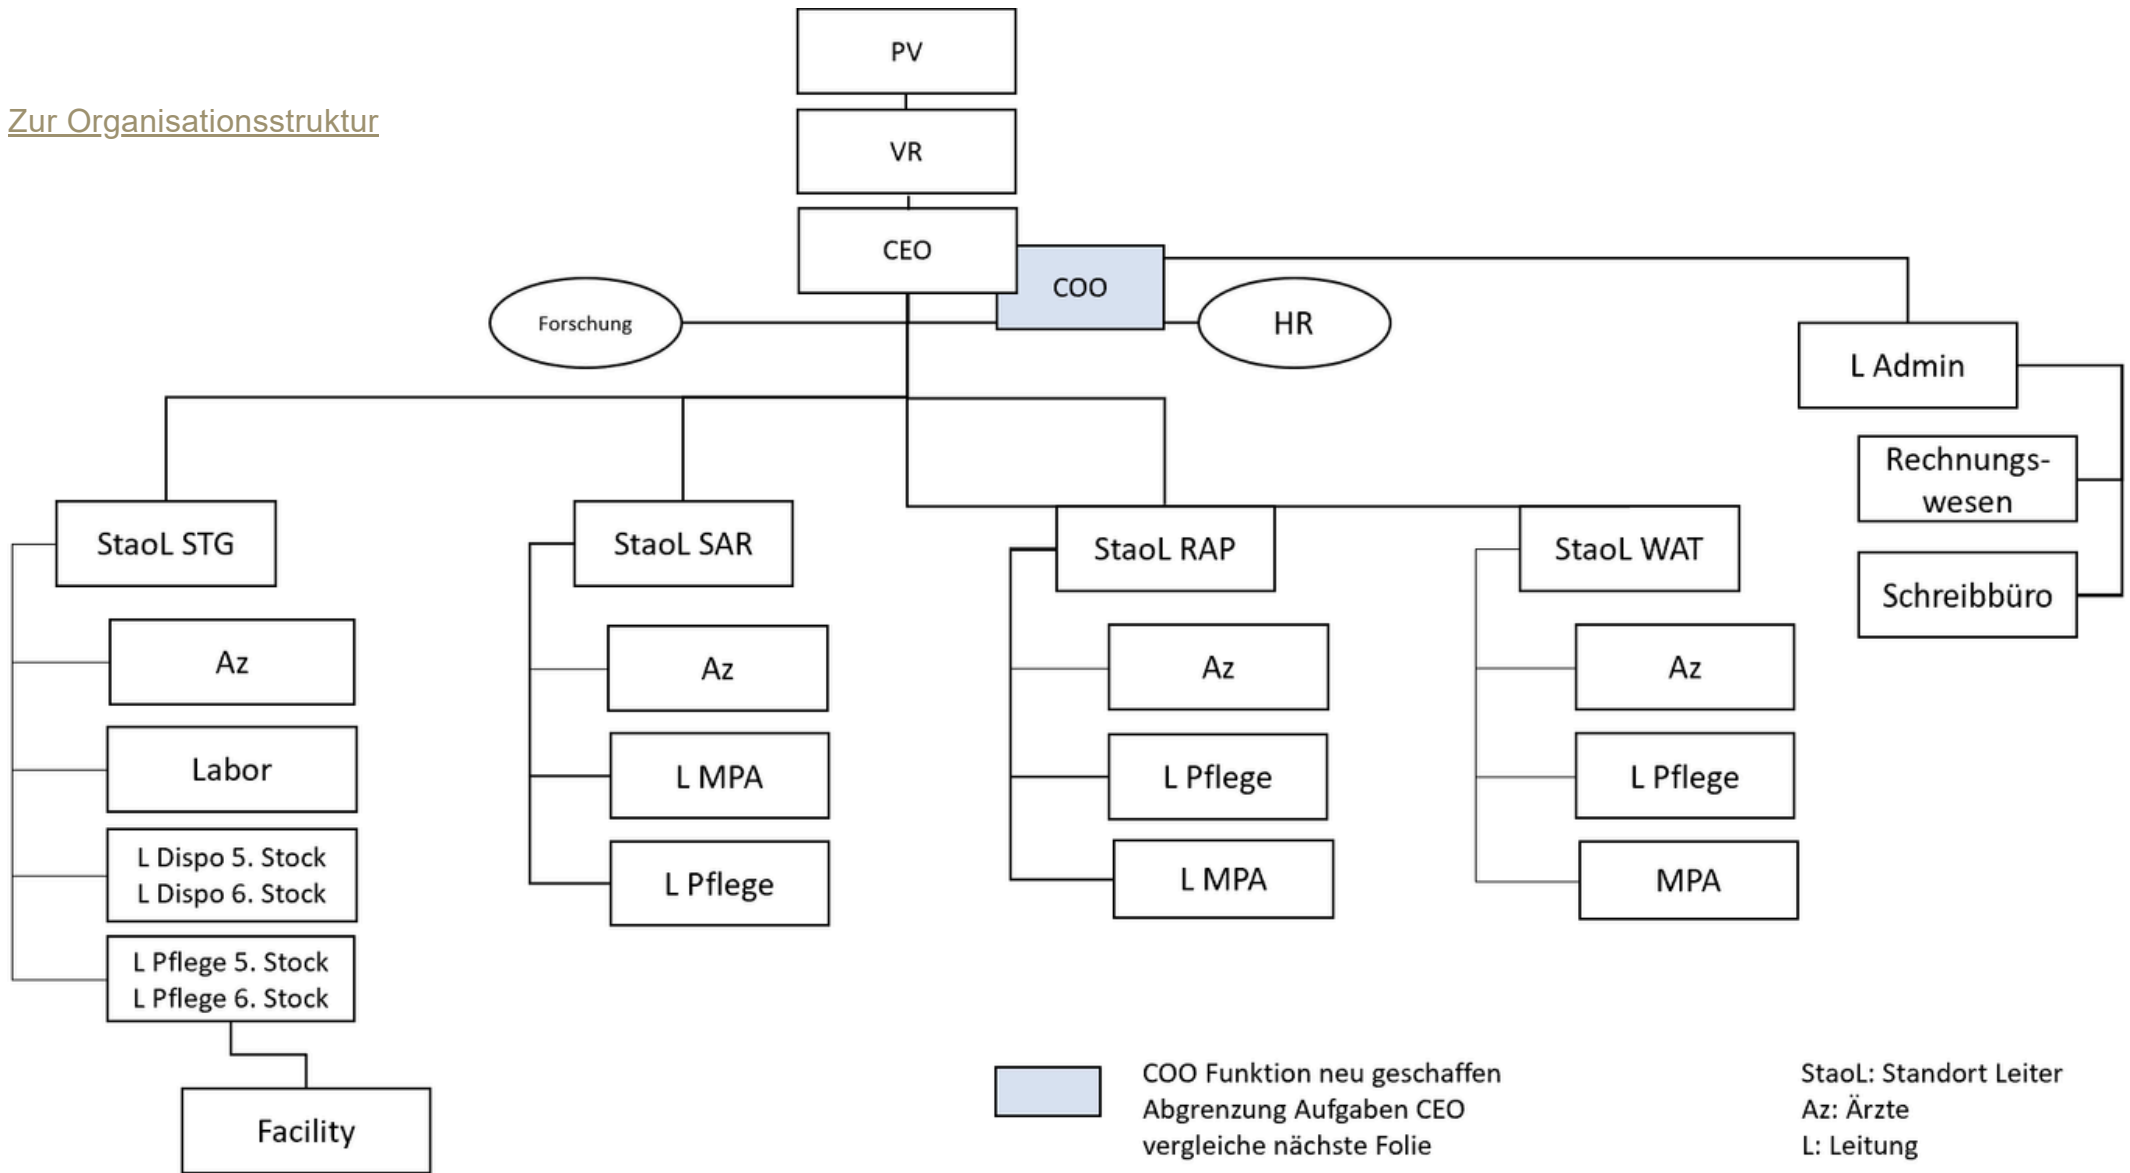 Zur Organisationsstruktur
PV
VR
CEO
COO
Forschung
HR
L Admin
Rechnungs-
wesen
Schreibbüro
StaoL STG
Az
Labor
L Dispo 5. Stock
L Dispo 6. Stock
L Pflege 5. Stock
L Pflege 6. Stock
Facility
StaoL SAR
Az
L MPA
L Pflege
StaoL RAP
Az
L Pflege
L MPA
StaoL WAT
Az
L Pflege
MPA
COO Funktion neu geschaffen
Abgrenzung Aufgaben CEO
vergleiche nächste Folie
StaoL: Standort Leiter
Az: Ärzte
L: Leitung